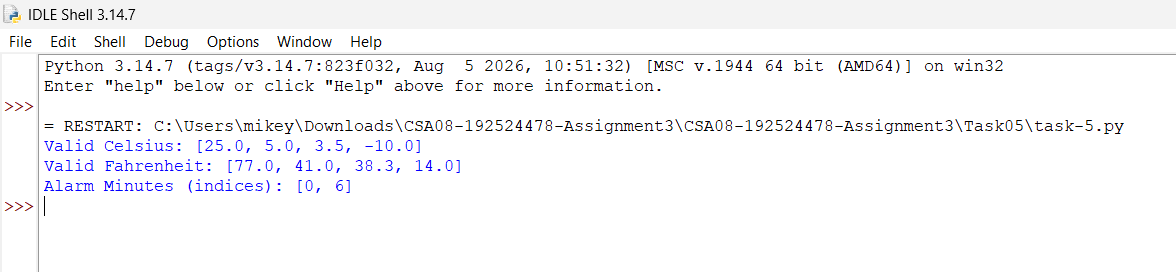 IDLE Shell 3.14.7
File Edit Shell Debug Options Window Help
Python 3.14.7 (tags/v3.14.7:823f032, Aug  5 2026, 10:51:32) [MSC v.1944 64 bit (AMD64)] on win32
Enter "help" below or click "Help" above for more information.
>>>
= RESTART: C:\Users\mikey\Downloads\CSA08-192524478-Assignment3\CSA08-192524478-Assignment3\Task05\task-5.py
Valid Celsius: [25.0, 5.0, 3.5, -10.0]
Valid Fahrenheit: [77.0, 41.0, 38.3, 14.0]
Alarm Minutes (indices): [0, 6]
>>>